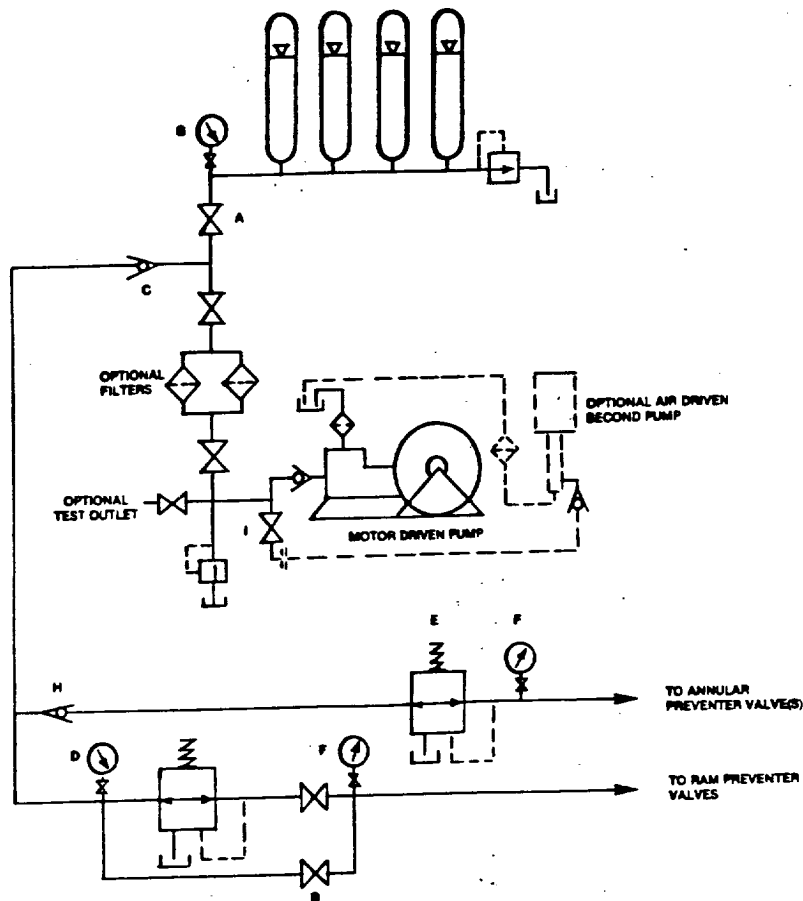 A
C
OPTIONAL
FILTERS
OPTIONAL AIR DRIVEN
SECOND PUMP
OPTIONAL
TEST OUTLET
I
MOTOR DRIVEN PUMP
E
F
H
TO ANNULAR
PREVENTER VALVE(S)
D
F
TO RAM PREVENTER
VALVES
B